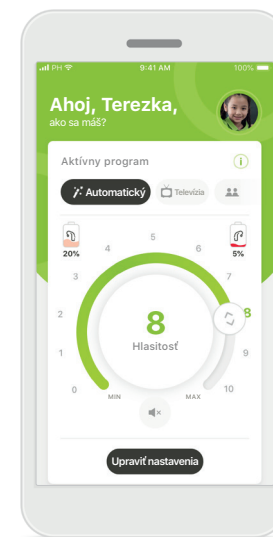 PH 9:41 AM 100%
Ahoj, Terezka,
ako sa máš?
Aktívny program
i
Automatický Televízia
20% 5%
4 5 6
3 7
2 8
8
Hlasitosť
1 9
0 10
MIN MAX
Upraviť nastavenia